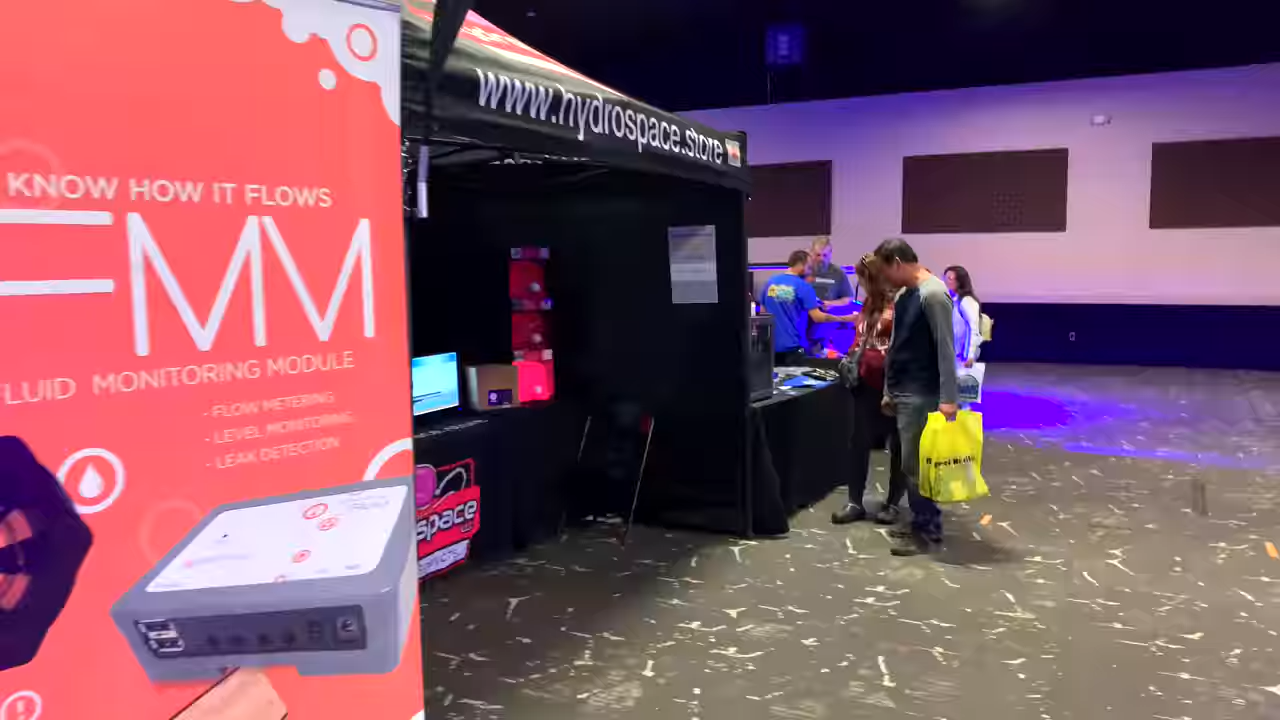 KNOW HOW IT FLOWS
FMM
FLUID MONITORING MODULE
- FLOW METERING
- LEVEL MONITORING
- LEAK DETECTION
www.hydrospace.store
space